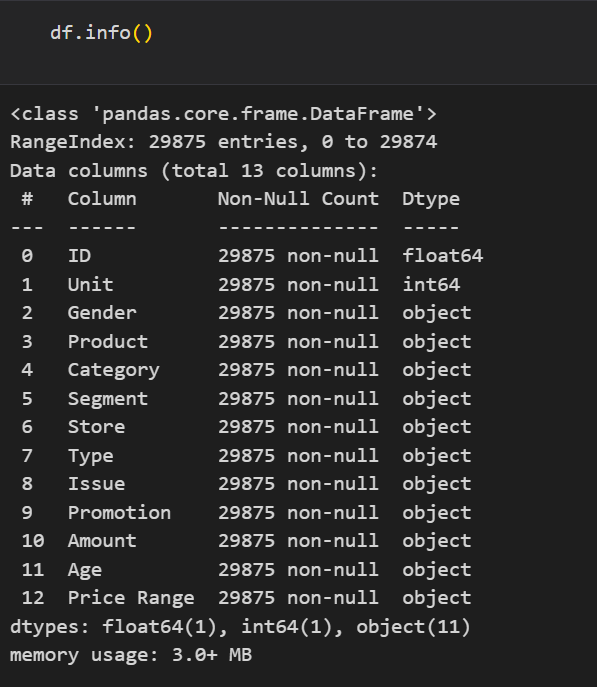 df.info()
<class 'pandas.core.frame.DataFrame'>
RangeIndex: 29875 entries, 0 to 29874
Data columns (total 13 columns):
 #   Column       Non-Null Count  Dtype
---  ------       --------------  -----
 0   ID           29875 non-null  float64
 1   Unit         29875 non-null  int64
 2   Gender       29875 non-null  object
 3   Product      29875 non-null  object
 4   Category     29875 non-null  object
 5   Segment      29875 non-null  object
 6   Store        29875 non-null  object
 7   Type         29875 non-null  object
 8   Issue        29875 non-null  object
 9   Promotion    29875 non-null  object
 10  Amount       29875 non-null  object
 11  Age          29875 non-null  object
 12  Price Range  29875 non-null  object
dtypes: float64(1), int64(1), object(11)
memory usage: 3.0+ MB